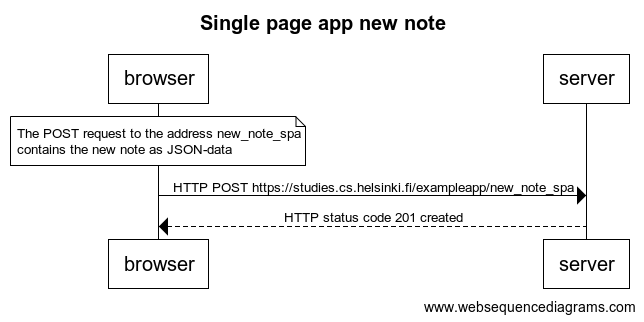 Single page app new note
browser
server
The POST request to the address new_note_spa
contains the new note as JSON-data
HTTP POST https://studies.cs.helsinki.fi/exampleapp/new_note_spa
HTTP status code 201 created
browser
server
www.websequencediagrams.com